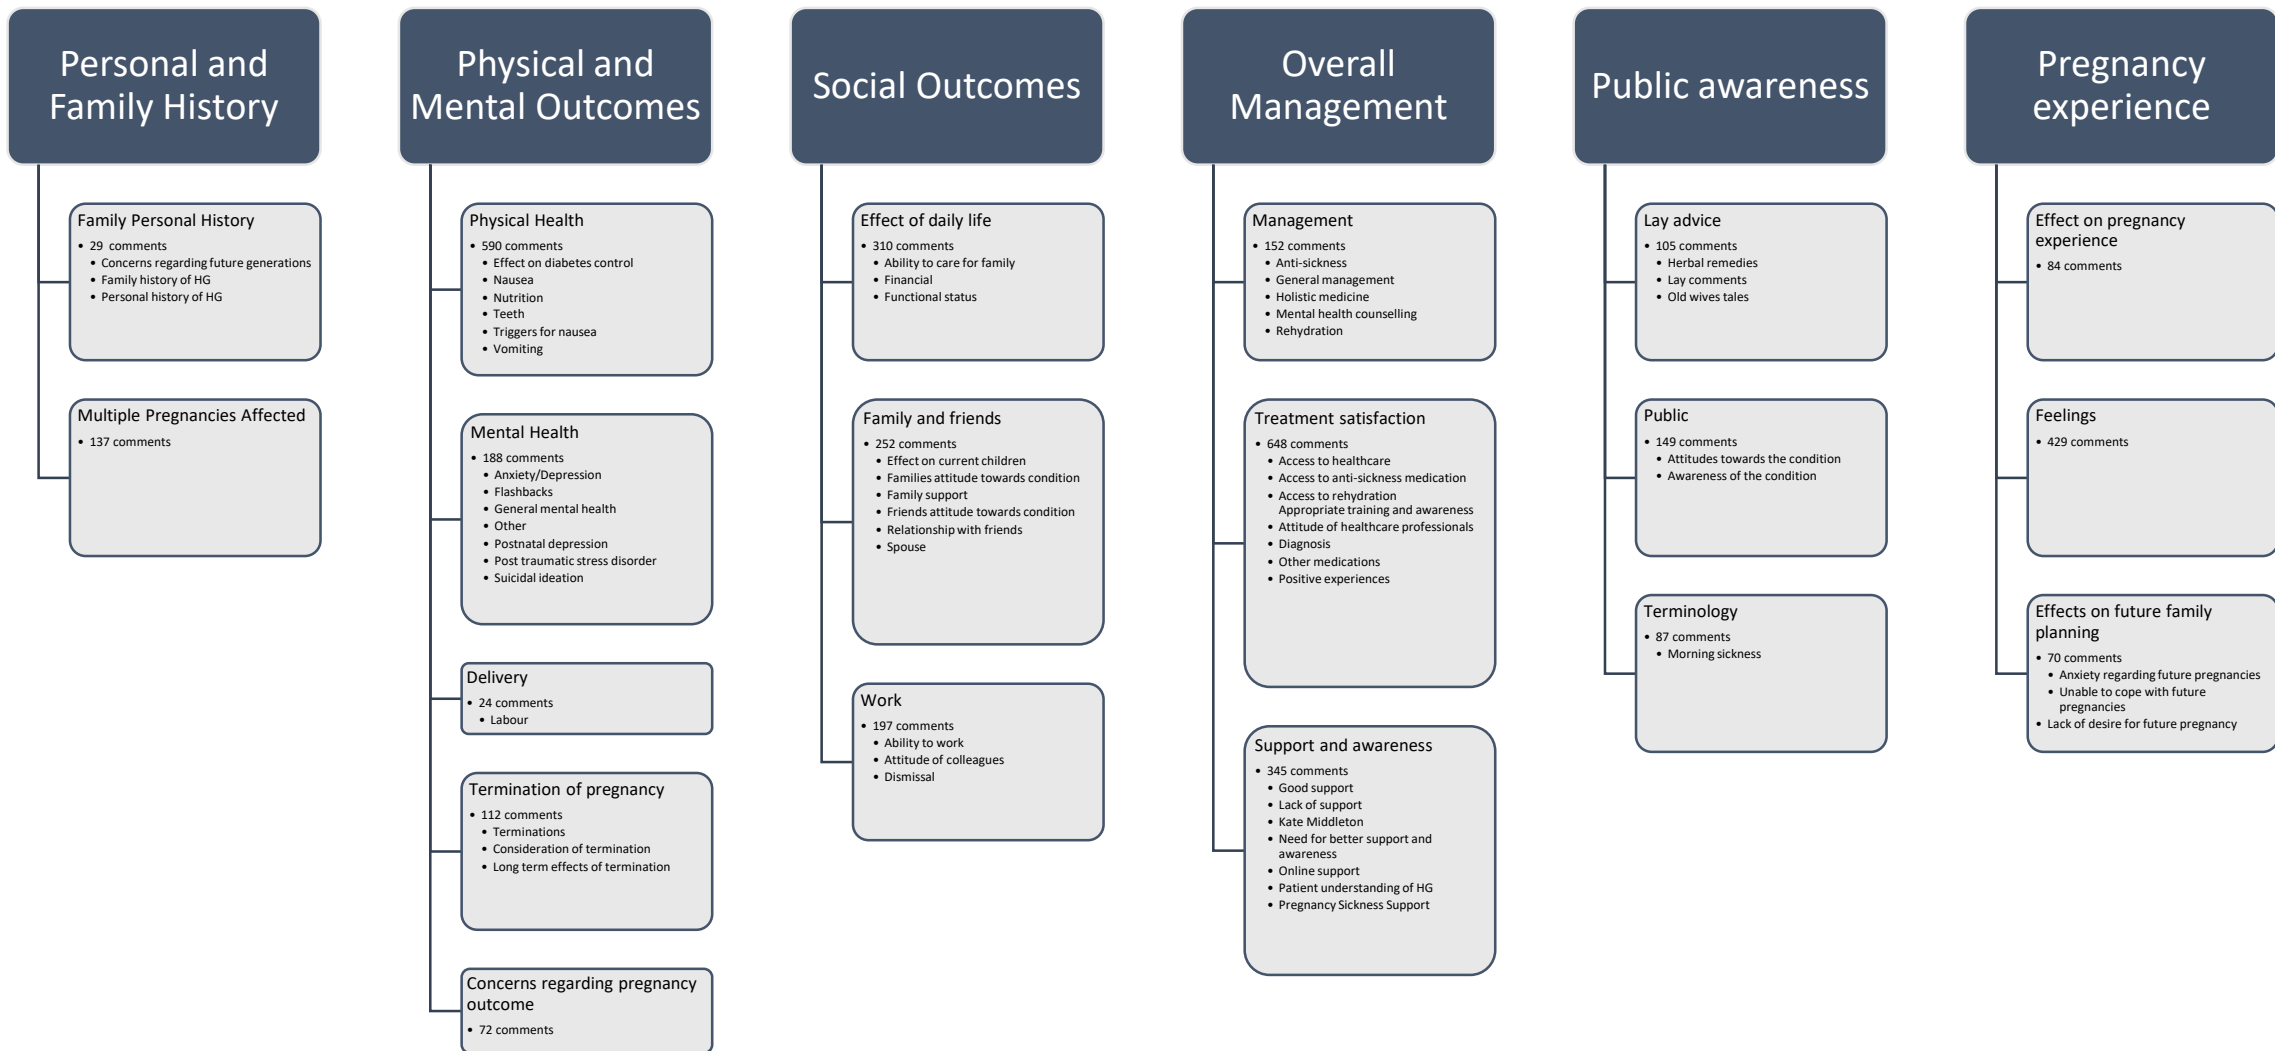 Personal and
Family History
Family Personal History
• 29 comments
• Concerns regarding future generations
• Family history of HG
• Personal history of HG
Multiple Pregnancies Affected
• 137 comments
Physical and
Mental Outcomes
Physical Health
• 590 comments
• Effect on diabetes control
• Nausea
• Nutrition
• Teeth
• Triggers for nausea
• Vomiting
Mental Health
• 188 comments
• Anxiety/Depression
• Flashbacks
• General mental health
• Other
• Postnatal depression
• Post traumatic stress disorder
• Suicidal ideation
Delivery
• 24 comments
• Labour
Termination of pregnancy
• 112 comments
• Terminations
• Consideration of termination
• Long term effects of termination
Concerns regarding pregnancy
outcome
• 72 comments
Social Outcomes
Effect of daily life
• 310 comments
• Ability to care for family
• Financial
• Functional status
Family and friends
• 252 comments
• Effect on current children
• Families attitude towards condition
• Family support
• Friends attitude towards condition
• Relationship with friends
• Spouse
Work
• 197 comments
• Ability to work
• Attitude of colleagues
• Dismissal
Overall
Management
Management
• 152 comments
• Anti-sickness
• General management
• Holistic medicine
• Mental health counselling
• Rehydration
Treatment satisfaction
• 648 comments
• Access to healthcare
• Access to anti-sickness medication
• Access to rehydration
Appropriate training and awareness
• Attitude of healthcare professionals
• Diagnosis
• Other medications
• Positive experiences
Support and awareness
• 345 comments
• Good support
• Lack of support
• Kate Middleton
• Need for better support and
awareness
• Online support
• Patient understanding of HG
• Pregnancy Sickness Support
Public awareness
Lay advice
• 105 comments
• Herbal remedies
• Lay comments
• Old wives tales
Public
• 149 comments
• Attitudes towards the condition
• Awareness of the condition
Terminology
• 87 comments
• Morning sickness
Pregnancy
experience
Effect on pregnancy
experience
• 84 comments
Feelings
• 429 comments
Effects on future family
planning
• 70 comments
• Anxiety regarding future pregnancies
• Unable to cope with future
pregnancies
• Lack of desire for future pregnancy